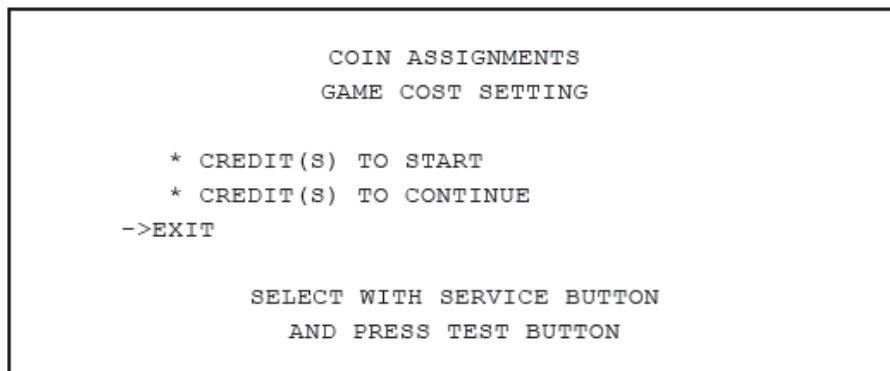 COIN ASSIGNMENTS
GAME COST SETTING
* CREDIT(S) TO START
* CREDIT(S) TO CONTINUE
->EXIT
SELECT WITH SERVICE BUTTON
AND PRESS TEST BUTTON